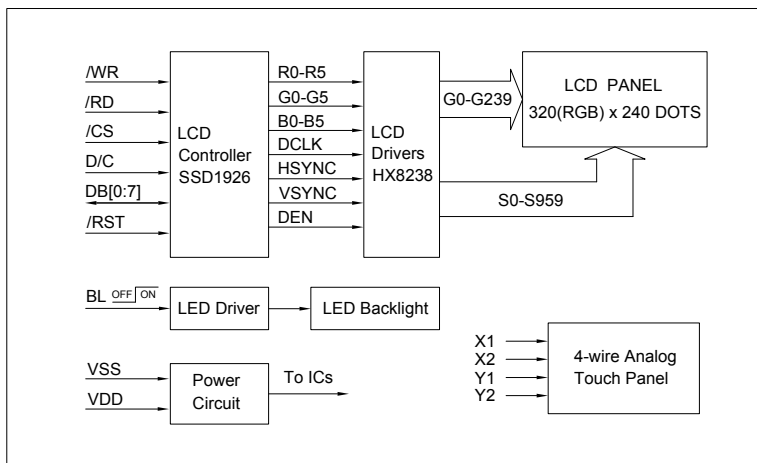 /WR
/RD
/CS
D/C
DB[0:7]
/RST
LCD
Controller
SSD1926
R0-R5
G0-G5
B0-B5
DCLK
HSYNC
VSYNC
DEN
LCD
Drivers
HX8238
G0-G239
S0-S959
LCD PANEL
320(RGB) x 240 DOTS
BL OFF ON
LED Driver
LED Backlight
VSS
VDD
Power
Circuit
To ICs
X1
X2
Y1
Y2
4-wire Analog
Touch Panel